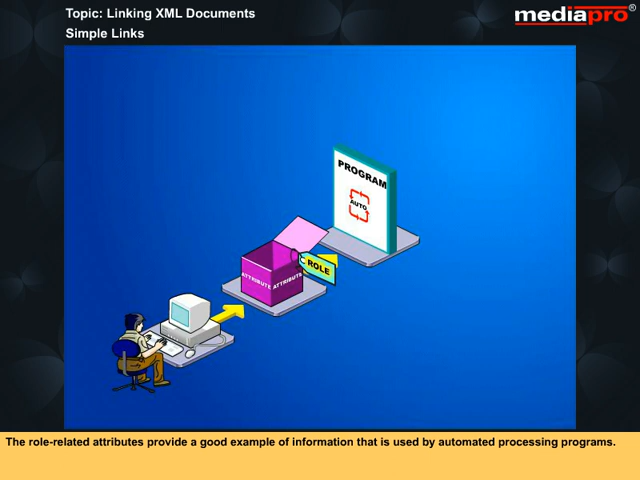 Topic: Linking XML Documents
Simple Links
mediapro®
PROGRAM
AUTO
ROLE
ATTRIBUTE ATTRIBUTE
The role-related attributes provide a good example of information that is used by automated processing programs.